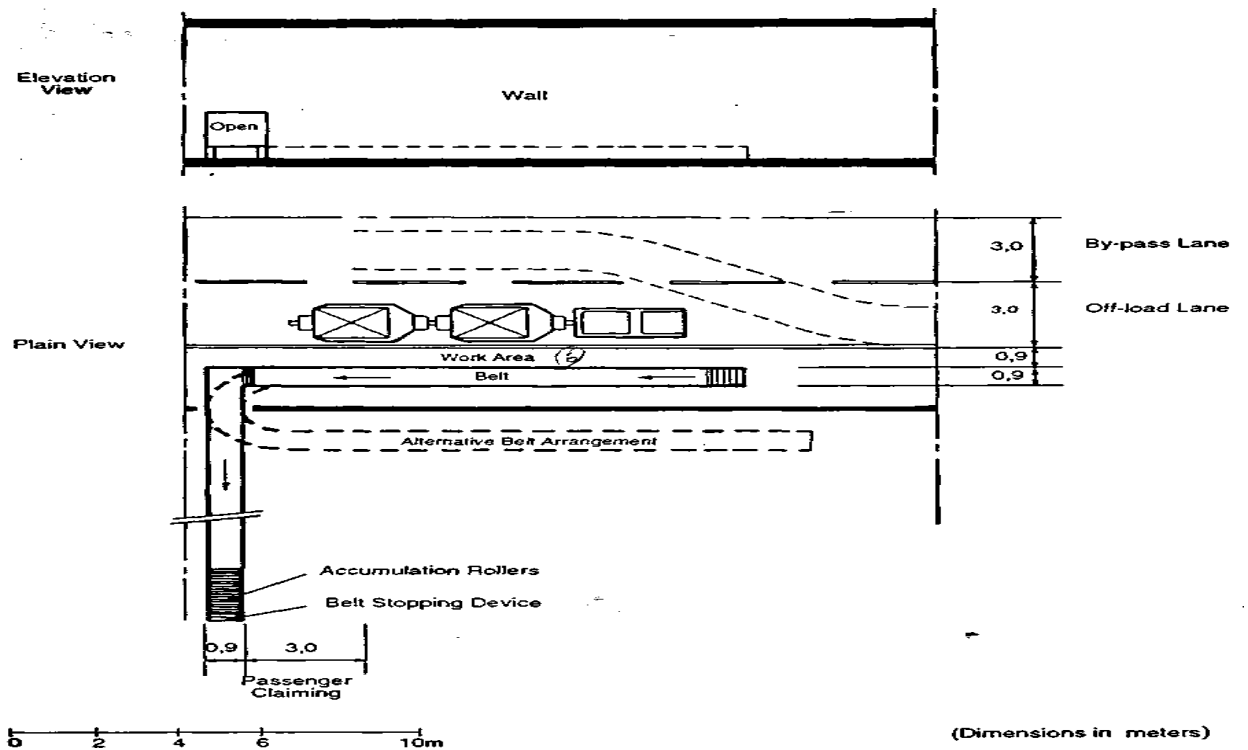 Elevation
View
Wall
Open
3,0
By-pass Lane
3,0
Off-load Lane
Plain View
Work Area
0,9
Belt
0,9
Alternative Belt Arrangement
Accumulation Rollers
Belt Stopping Device
0,9
3,0
Passenger
Claiming
0
2
4
6
10m
(Dimensions in meters)